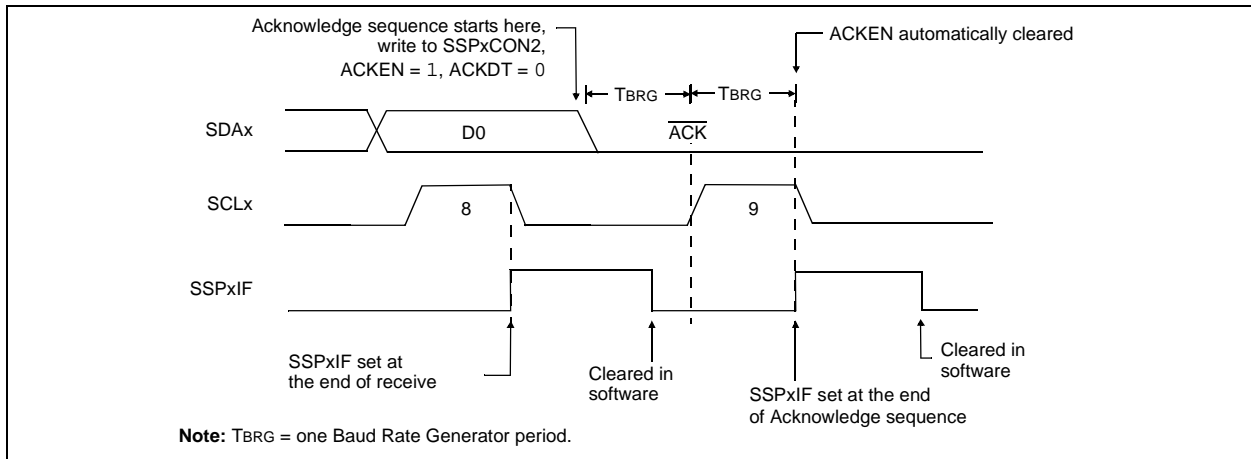 Acknowledge sequence starts here,
write to SSPxCON2,
ACKEN = 1, ACKDT = 0
ACKEN automatically cleared
TBRG
TBRG
SDAx
D0
ACK
SCLx
8
9
SSPxIF
SSPxIF set at
the end of receive
Cleared in
software
SSPxIF set at the end
of Acknowledge sequence
Cleared in
software
Note: TBRG = one Baud Rate Generator period.